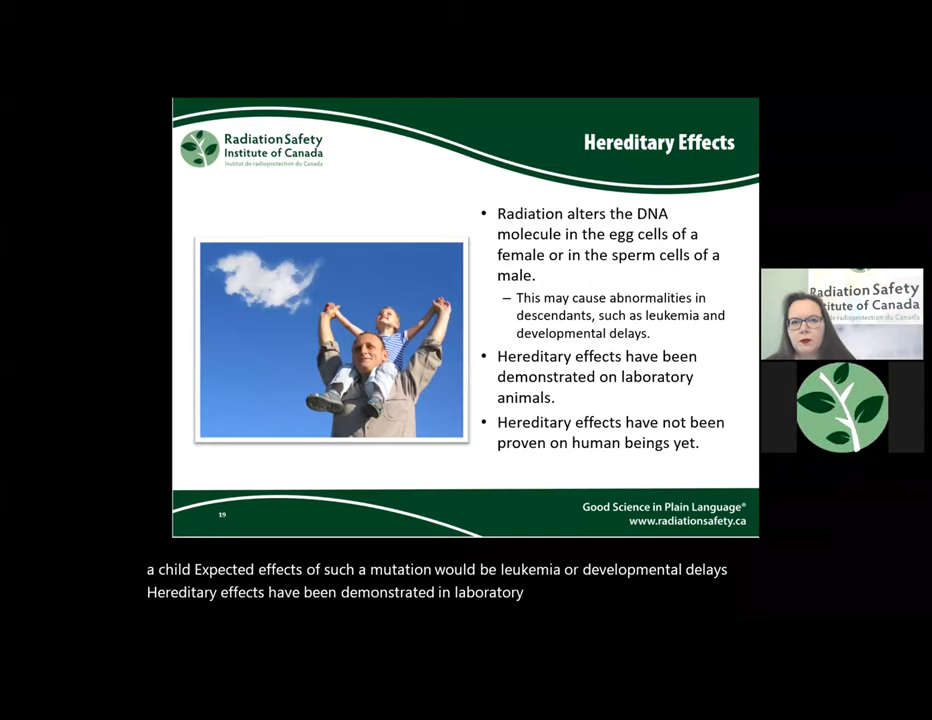 RadiationSafety
Institute of Canada
Institut de radioprotection du Canada
Hereditary Effects
• Radiation alters the DNA
molecule in the egg cells of a
female or in the sperm cells of a
male.
– This may cause abnormalities in
descendants, such as leukemia and
developmental delays.
• Hereditary effects have been
demonstrated on laboratory
animals.
• Hereditary effects have not been
proven on human beings yet.
19
Good Science in Plain Language®
www.radiationsafety.ca
Radiation Safety
titute of Canada
de radioprotection du Canada
a child Expected effects of such a mutation would be leukemia or developmental delays
Hereditary effects have been demonstrated in laboratory